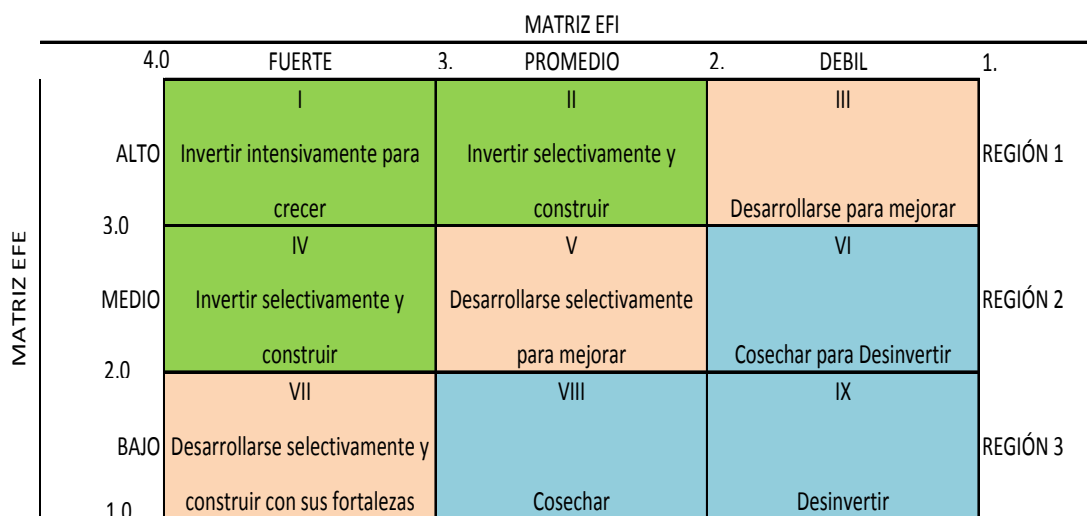 MATRIZ EFI
4.0 FUERTE 3. PROMEDIO 2. DEBIL 1.
I II III
ALTO Invertir intensivamente para Invertir selectivamente y REGIÓN 1
crecer construir Desarrollarse para mejorar
3.0
IV V VI
MATRIZ EFE
MEDIO Invertir selectivamente y Desarrollarse selectivamente REGIÓN 2
construir para mejorar Cosechar para Desinvertir
2.0
VII VIII IX
BAJO Desarrollarse selectivamente y REGIÓN 3
construir con sus fortalezas Cosechar Desinvertir
1.0